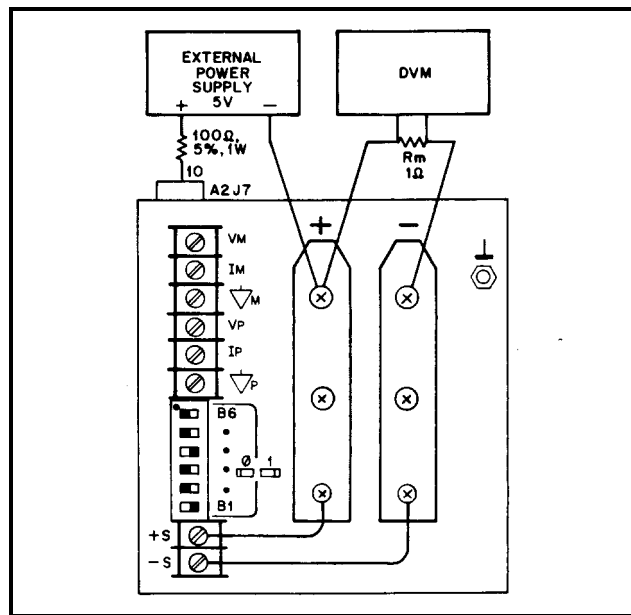 EXTERNAL
POWER
SUPPLY
5V
+ −
DVM
100Ω,
5%, 1W
10
A2J7
Rm
1Ω
+ −
VM
IM
M
VP
IP
P
B6
0 1
B1
+S
−S